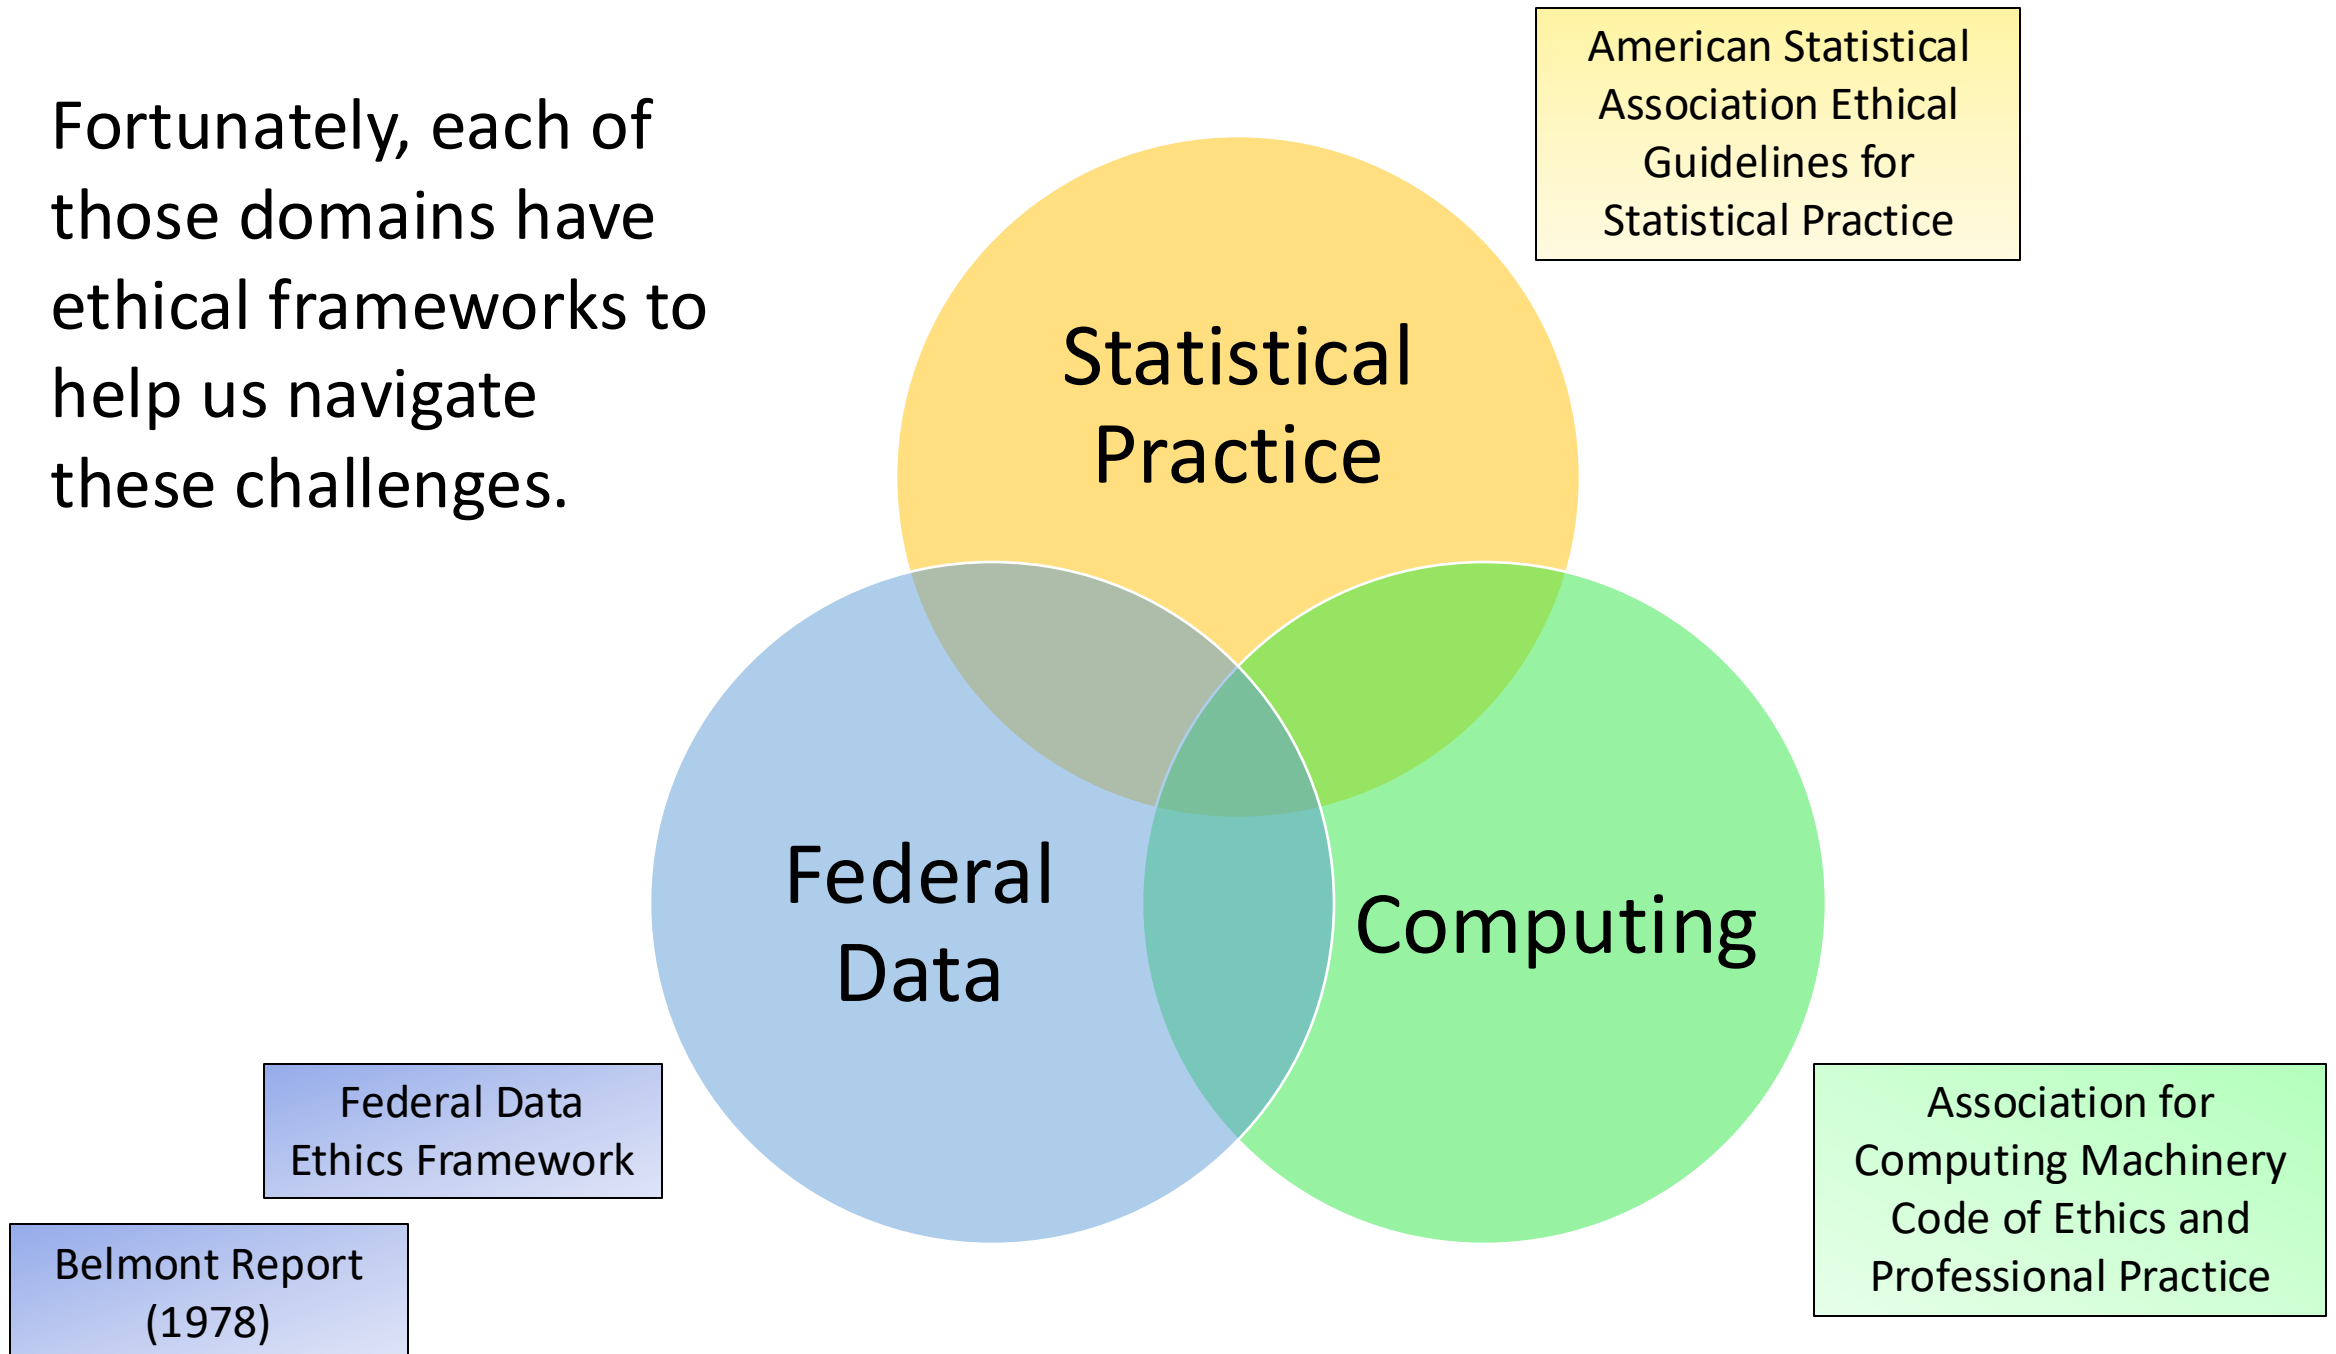 Fortunately, each of
those domains have
ethical frameworks to
help us navigate
these challenges.
American Statistical
Association Ethical
Guidelines for
Statistical Practice
Statistical
Practice
Federal
Data
Computing
Federal Data
Ethics Framework
Belmont Report
(1978)
Association for
Computing Machinery
Code of Ethics and
Professional Practice